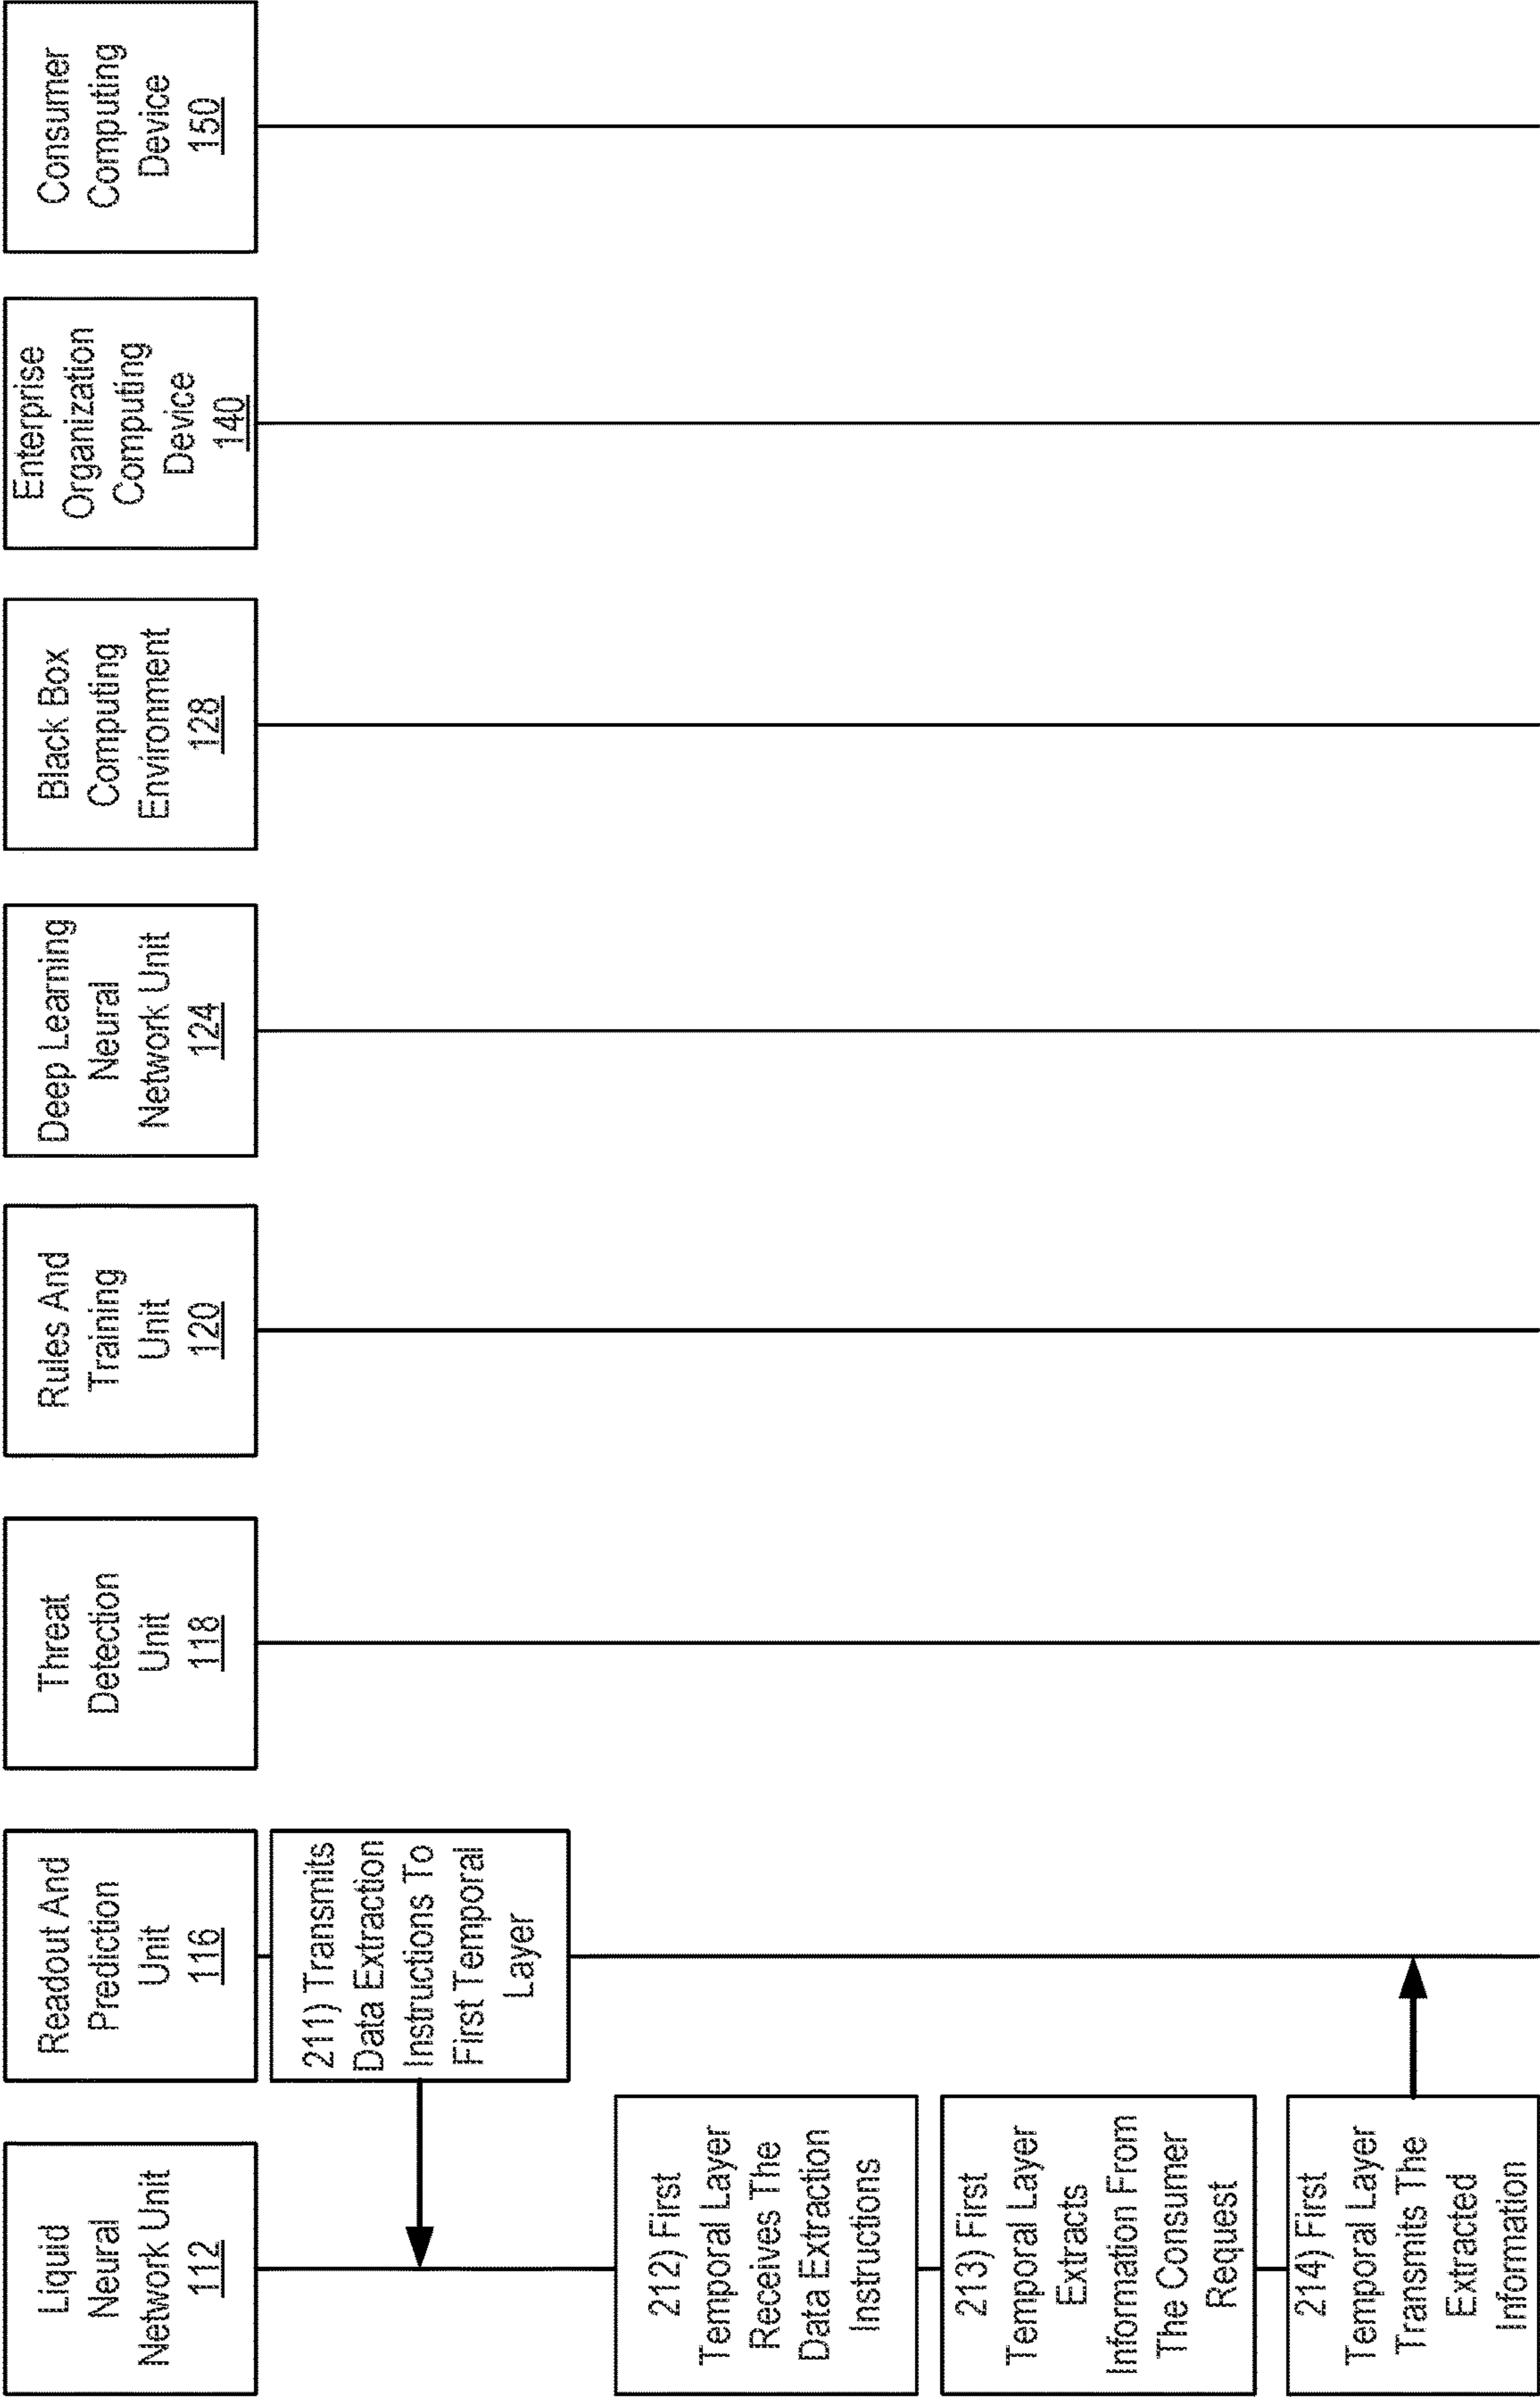 Liquid
Neural
Network Unit
112
Readout And
Prediction
Unit
116
Threat
Detection
Unit
118
Rules And
Training
Unit
120
Deep Learning
Neural
Network Unit
124
Black Box
Computing
Environment
128
Enterprise
Organization
Computing
Device
140
Consumer
Computing
Device
150
211) Transmits
Data Extraction
Instructions To
First Temporal
Layer
212) First
Temporal Layer
Receives The
Data Extraction
Instructions
213) First
Temporal Layer
Extracts
Information From
The Consumer
Request
214) First
Temporal Layer
Transmits The
Extracted
Information